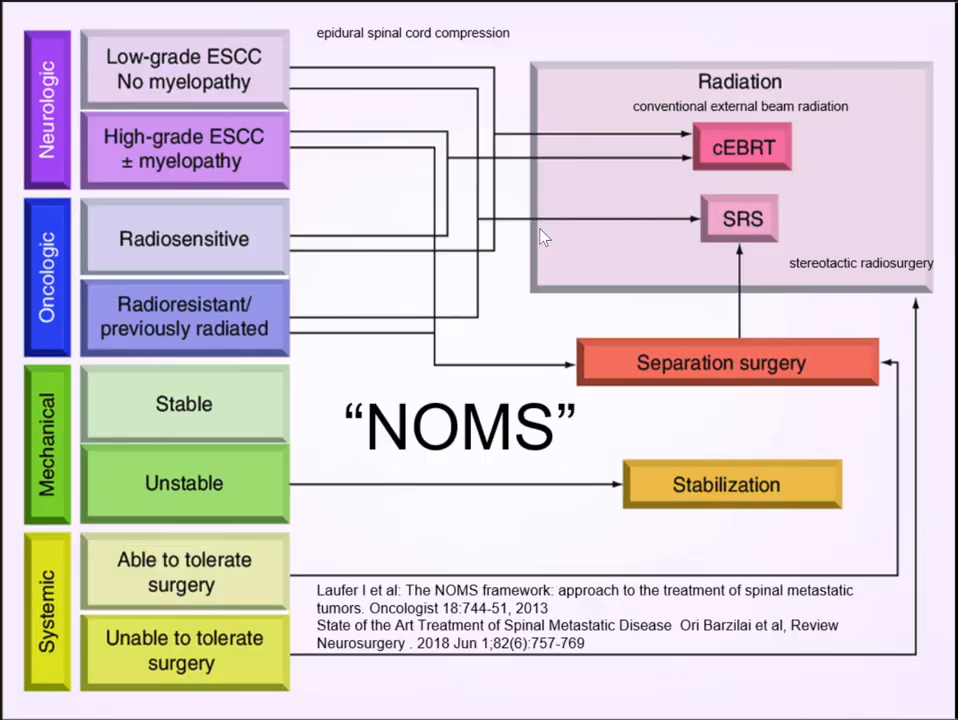 epidural spinal cord compression
Neurologic
Low-grade ESCC
No myelopathy
High-grade ESCC
± myelopathy
Radiation
conventional external beam radiation
cEBRT
SRS
stereotactic radiosurgery
Oncologic
Radiosensitive
Radioresistant/
previously radiated
Separation surgery
Mechanical
Stable
Unstable
“NOMS”
Stabilization
Systemic
Able to tolerate
surgery
Unable to tolerate
surgery
Laufer I et al: The NOMS framework: approach to the treatment of spinal metastatic
tumors. Oncologist 18:744-51, 2013
State of the Art Treatment of Spinal Metastatic Disease Ori Barzilai et al, Review
Neurosurgery . 2018 Jun 1;82(6):757-769